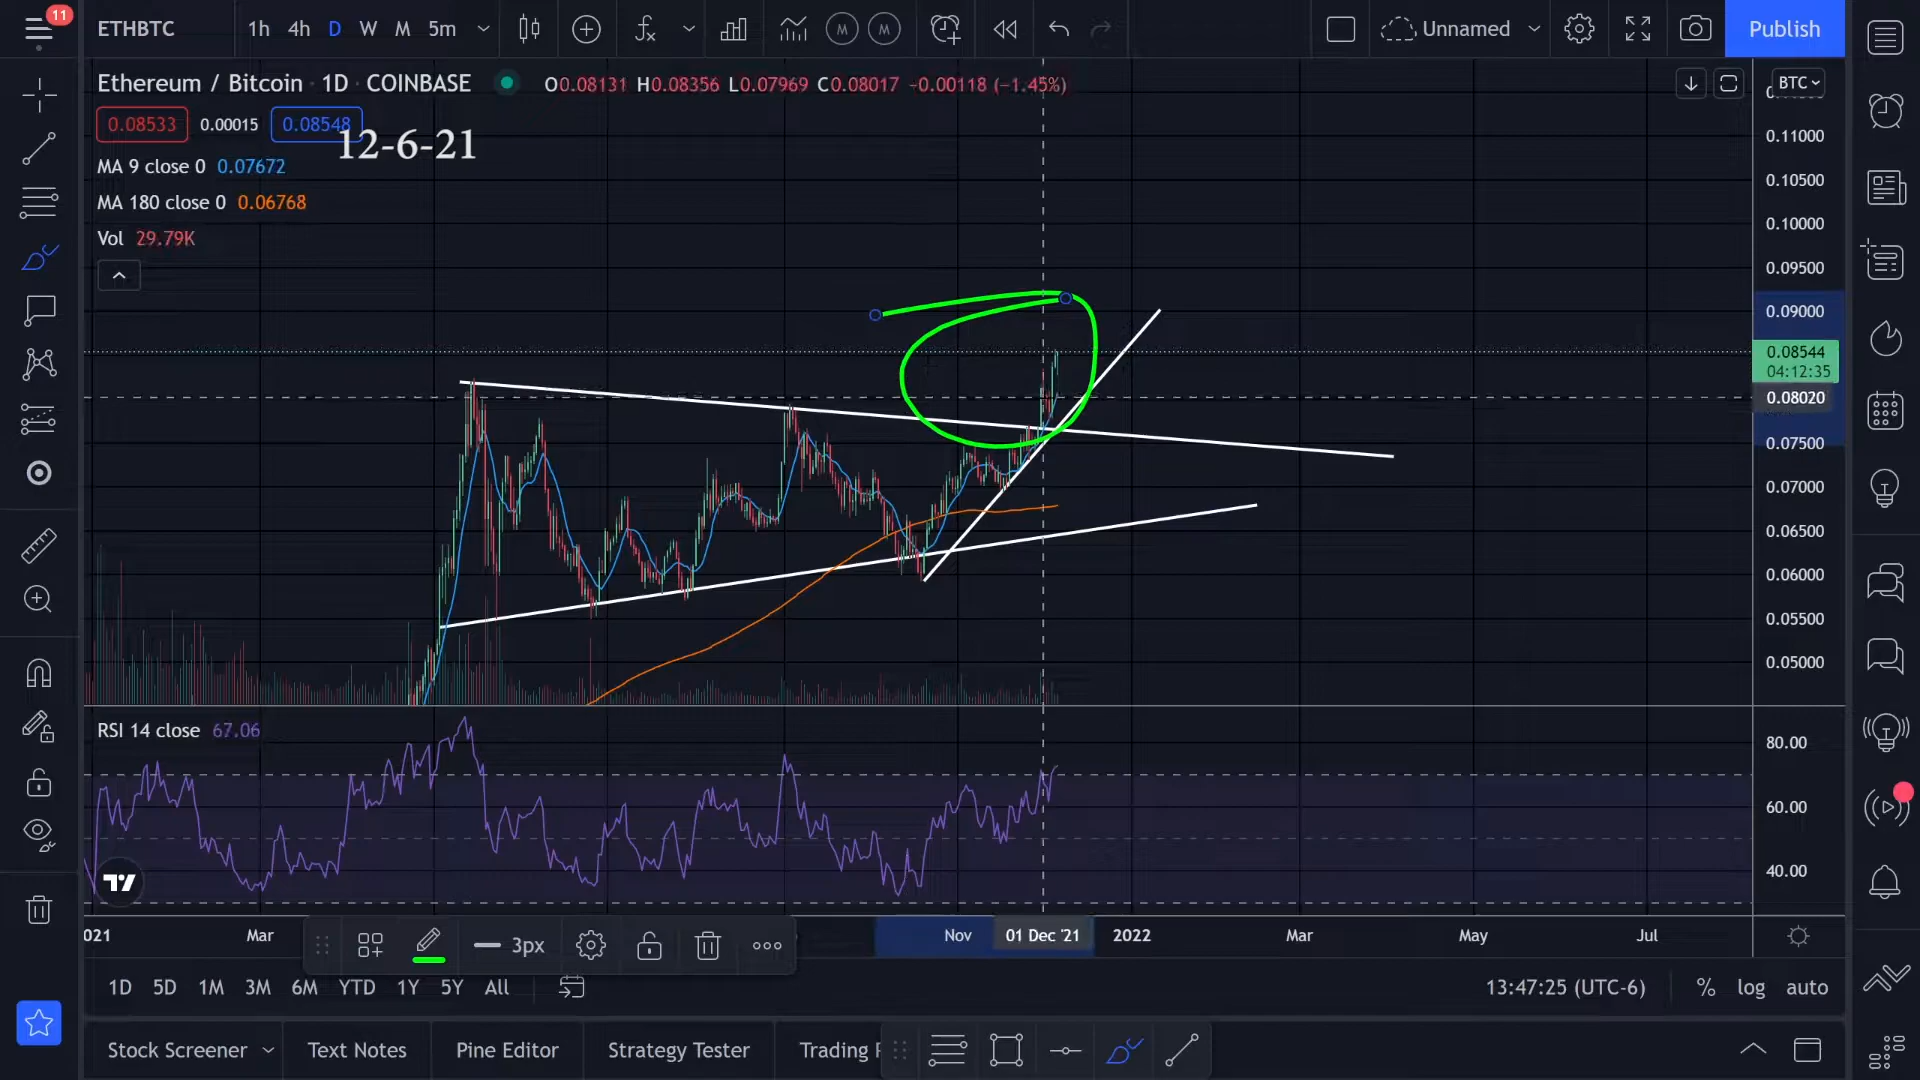 11
ETHBTC
1h 4h D W M 5m
Unnamed
Publish
Ethereum / Bitcoin · 1D · COINBASE
O0.08131 H0.08356 L0.07969 C0.08017 −0.00118 (−1.45%)
BTC
0.08533 0.00015 0.08548
12-6-21
MA 9 close 0 0.07672
MA 180 close 0 0.06768
Vol 29.79K
0.11000
0.10500
0.10000
0.09500
0.09000
0.08544
04:12:35
0.08020
0.07500
0.07000
0.06500
0.06000
0.05500
0.05000
RSI 14 close 67.06
80.00
60.00
40.00
021 Mar Nov 01 Dec '21 2022 Mar May Jul
3px
1D 5D 1M 3M 6M YTD 1Y 5Y All
13:47:25 (UTC-6) % log auto
Stock Screener Text Notes Pine Editor Strategy Tester Trading